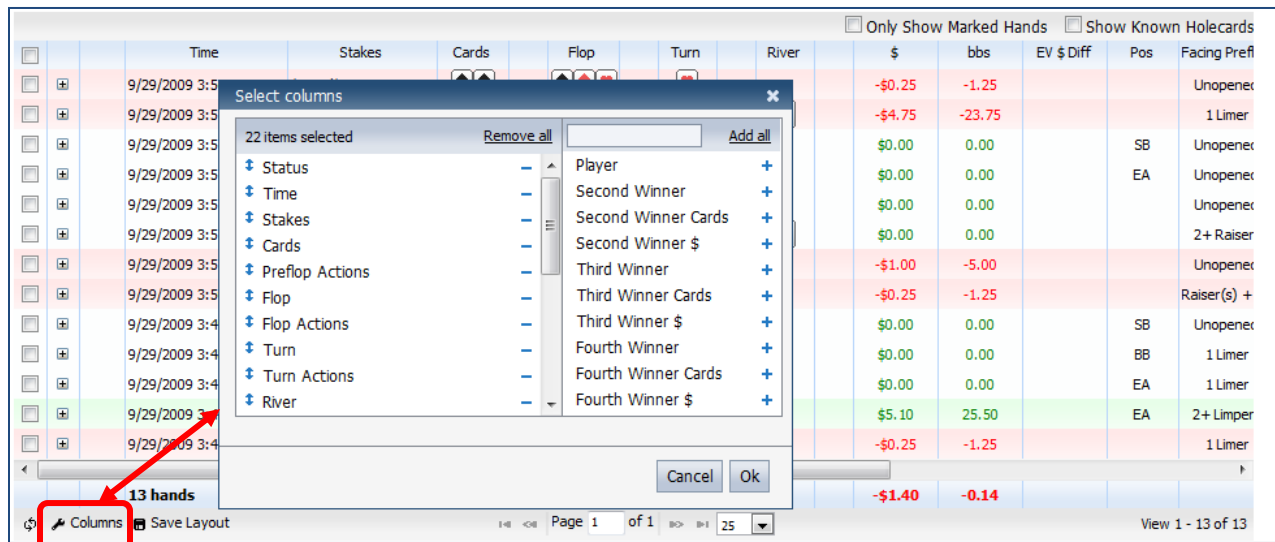 Only Show Marked Hands Show Known Holecards
Time Stakes Cards Flop Turn River $ bbs EV $ Diff Pos Facing Prefl
9/29/2009 3:5 -$0.25 -1.25 Unopened
9/29/2009 3:5 -$4.75 -23.75 1 Limer
9/29/2009 3:5 $0.00 0.00 SB Unopened
9/29/2009 3:5 $0.00 0.00 EA Unopened
9/29/2009 3:5 $0.00 0.00 Unopened
9/29/2009 3:5 $0.00 0.00 2+ Raiser
9/29/2009 3:5 -$1.00 -5.00 Unopened
9/29/2009 3:5 -$0.25 -1.25 Raiser(s) +
9/29/2009 3:4 $0.00 0.00 SB Unopened
9/29/2009 3:4 $0.00 0.00 BB 1 Limer
9/29/2009 3:4 $0.00 0.00 EA 1 Limer
9/29/2009 3:4 $5.10 25.50 EA 2+ Limper
9/29/2009 3:4 -$0.25 -1.25 1 Limer
13 hands -$1.40 -0.14
Select columns
22 items selected Remove all Add all
Status Player
Time Second Winner
Stakes Second Winner Cards
Cards Second Winner $
Preflop Actions Third Winner
Flop Third Winner Cards
Flop Actions Third Winner $
Turn Fourth Winner
Turn Actions Fourth Winner Cards
River Fourth Winner $
Cancel Ok
Columns Save Layout Page 1 of 1 25 View 1 - 13 of 13